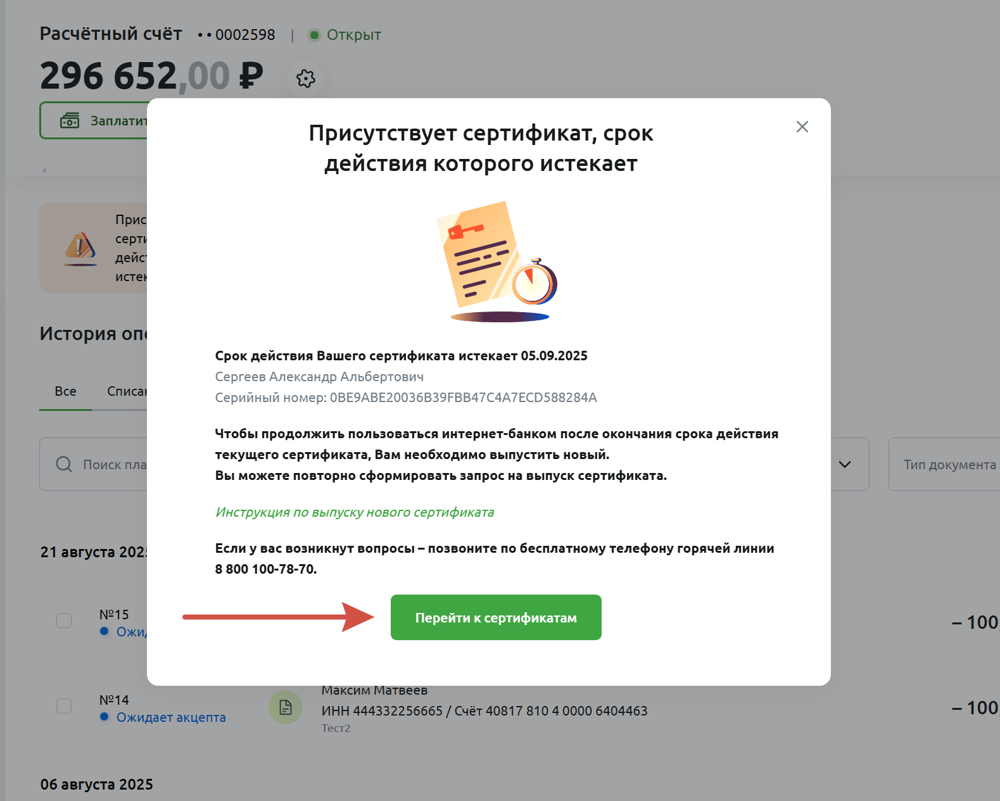 Расчётный счёт • • 0002598 | Открыт
296 652,00 ₽
Заплатит
Присутствует сертификат, срок
действия которого истекает
Срок действия Вашего сертификата истекает 05.09.2025
Сергеев Александр Альбертович
Серийный номер: 0BE9ABE20036B39FBB47C4A7ECD588284A
Чтобы продолжить пользоваться интернет-банком после окончания срока действия
текущего сертификата, Вам необходимо выпустить новый.
Вы можете повторно сформировать запрос на выпуск сертификата.
Инструкция по выпуску нового сертификата
Если у вас возникнут вопросы – позвоните по бесплатному телефону горячей линии
8 800 100-78-70.
Перейти к сертификатам
Прис
серти
дейст
истек
История опе
Все Списан
Поиск пла
Тип документа
21 августа 2025
№15
Ожид
– 100,
№14
Ожидает акцепта
Максим Матвеев
ИНН 444332256665 / Счёт 40817 810 4 0000 6404463
Тест2
– 100,
06 августа 2025